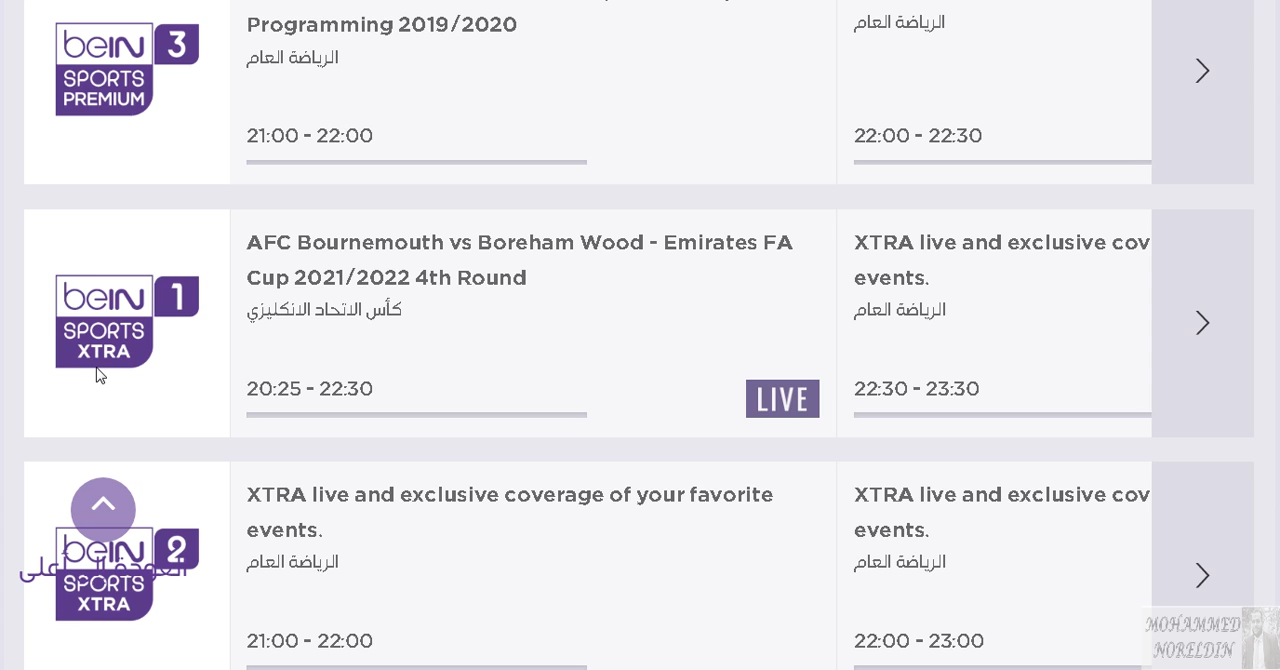 Programming 2019/2020
الرياضة العام
21:00 - 22:00
الرياضة العام
22:00 - 22:30
beIN 3
SPORTS
PREMIUM
AFC Bournemouth vs Boreham Wood - Emirates FA
Cup 2021/2022 4th Round
كأس الاتحاد الانكليزي
20:25 - 22:30
LIVE
XTRA live and exclusive cov
events.
الرياضة العام
22:30 - 23:30
beIN 1
SPORTS
XTRA
XTRA live and exclusive coverage of your favorite
events.
الرياضة العام
21:00 - 22:00
XTRA live and exclusive cov
events.
الرياضة العام
22:00 - 23:00
beIN 2
SPORTS
XTRA
MOHAMMED
NORELDIN